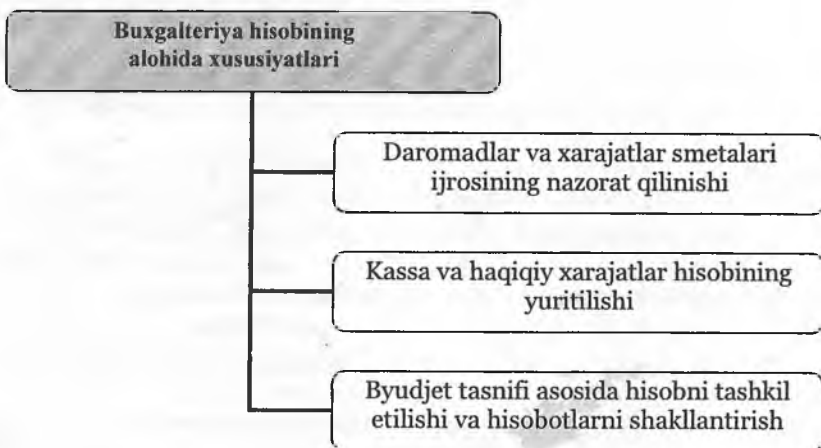 Buxgalteriya hisobining
alohida xususiyatlari
Daromadlar va xarajatlar smetalari
ijrosining nazorat qilinishi
Kassa va haqiqiy xarajatlar hisobining
yuritilishi
Byudjet tasnifi asosida hisobni tashkil
etilishi va hisobotlarni shakllantirish